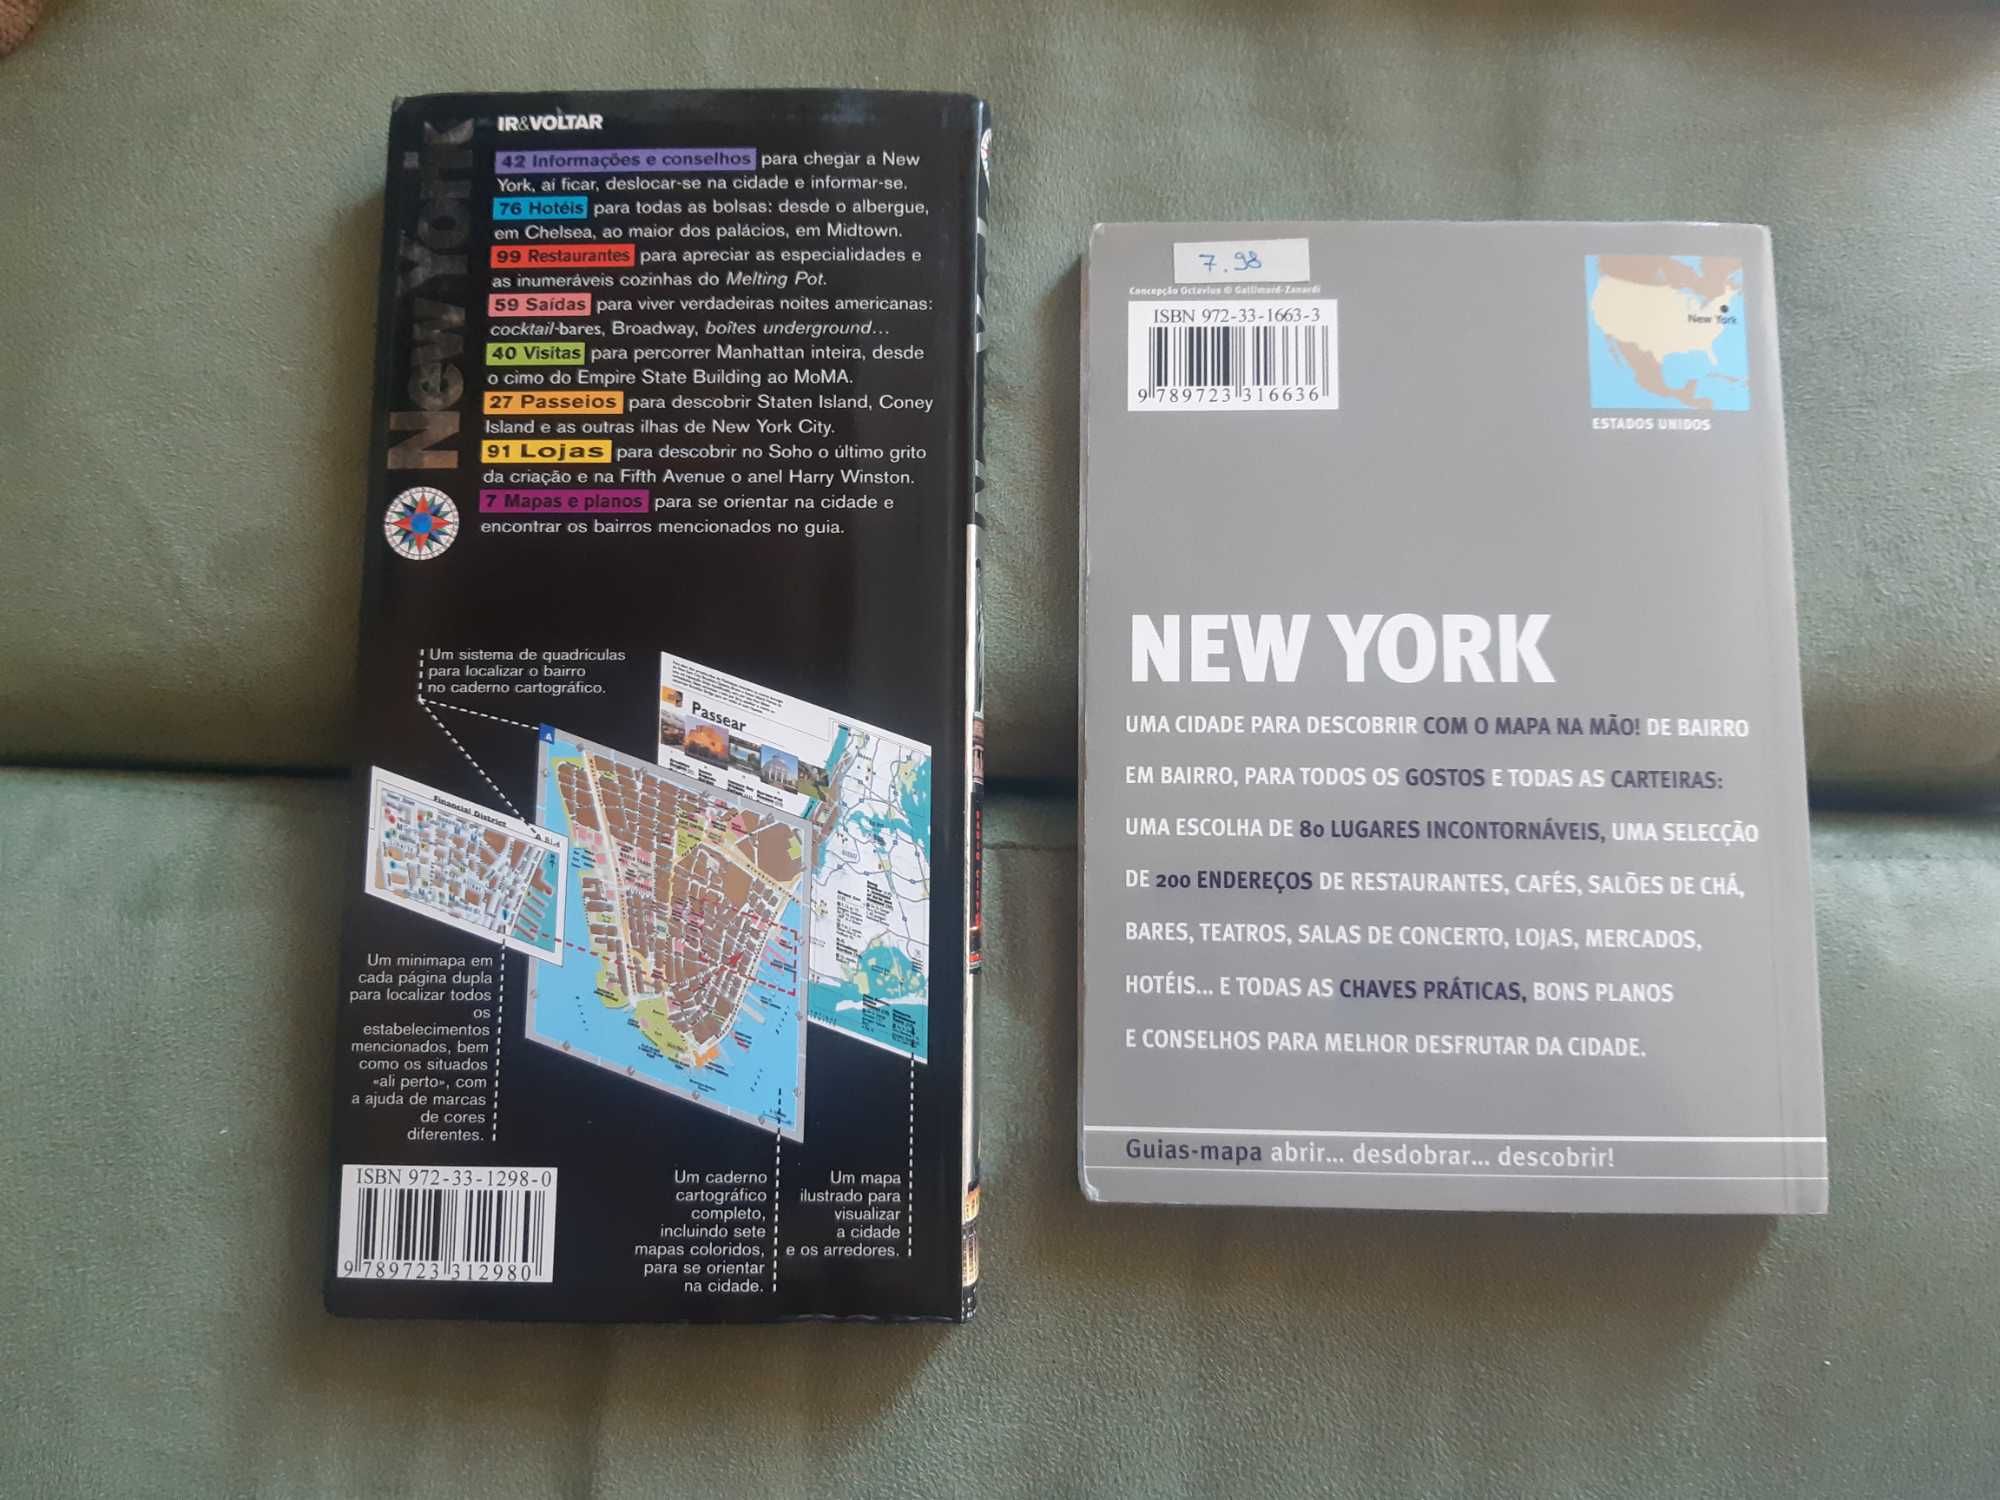 New York
IR&VOLTAR
42 Informações e conselhos para chegar a New
York, aí ficar, deslocar-se na cidade e informar-se.
76 Hotéis para todas as bolsas: desde o albergue,
em Chelsea, ao maior dos palácios, em Midtown.
99 Restaurantes para apreciar as especialidades e
as inumeráveis cozinhas do Melting Pot.
59 Saídas para viver verdadeiras noites americanas:
cocktail-bares, Broadway, boîtes underground...
40 Visitas para percorrer Manhattan inteira, desde
o cimo do Empire State Building ao MoMA.
27 Passeios para descobrir Staten Island, Coney
Island e as outras ilhas de New York City.
91 Lojas para descobrir no Soho o último grito
da criação e na Fifth Avenue o anel Harry Winston.
7 Mapas e planos para se orientar na cidade e
encontrar os bairros mencionados no guia.
Um sistema de quadrículas
para localizar o bairro
no caderno cartográfico.
Passear
A
Financial District
Um minimapa em
cada página dupla
para localizar todos
os
estabelecimentos
mencionados, bem
como os situados
«ali perto», com
a ajuda de marcas
de cores
diferentes.
Um caderno
cartográfico
completo,
incluindo sete
mapas coloridos,
para se orientar
na cidade.
Um mapa
ilustrado para
visualizar
a cidade
e os arredores.
ISBN 972-33-1298-0
9 789723 312980
7.98
Concepção Octavius © Gallimard-Zanardi
ISBN 972-33-1663-3
9 789723 316636
New York
ESTADOS UNIDOS
NEW YORK
UMA CIDADE PARA DESCOBRIR COM O MAPA NA MÃO! DE BAIRRO
EM BAIRRO, PARA TODOS OS GOSTOS E TODAS AS CARTEIRAS:
UMA ESCOLHA DE 80 LUGARES INCONTORNÁVEIS, UMA SELECÇÃO
DE 200 ENDEREÇOS DE RESTAURANTES, CAFÉS, SALÕES DE CHÁ,
BARES, TEATROS, SALAS DE CONCERTO, LOJAS, MERCADOS,
HOTÉIS... E TODAS AS CHAVES PRÁTICAS, BONS PLANOS
E CONSELHOS PARA MELHOR DESFRUTAR DA CIDADE.
Guias-mapa abrir... desdobrar... descobrir!